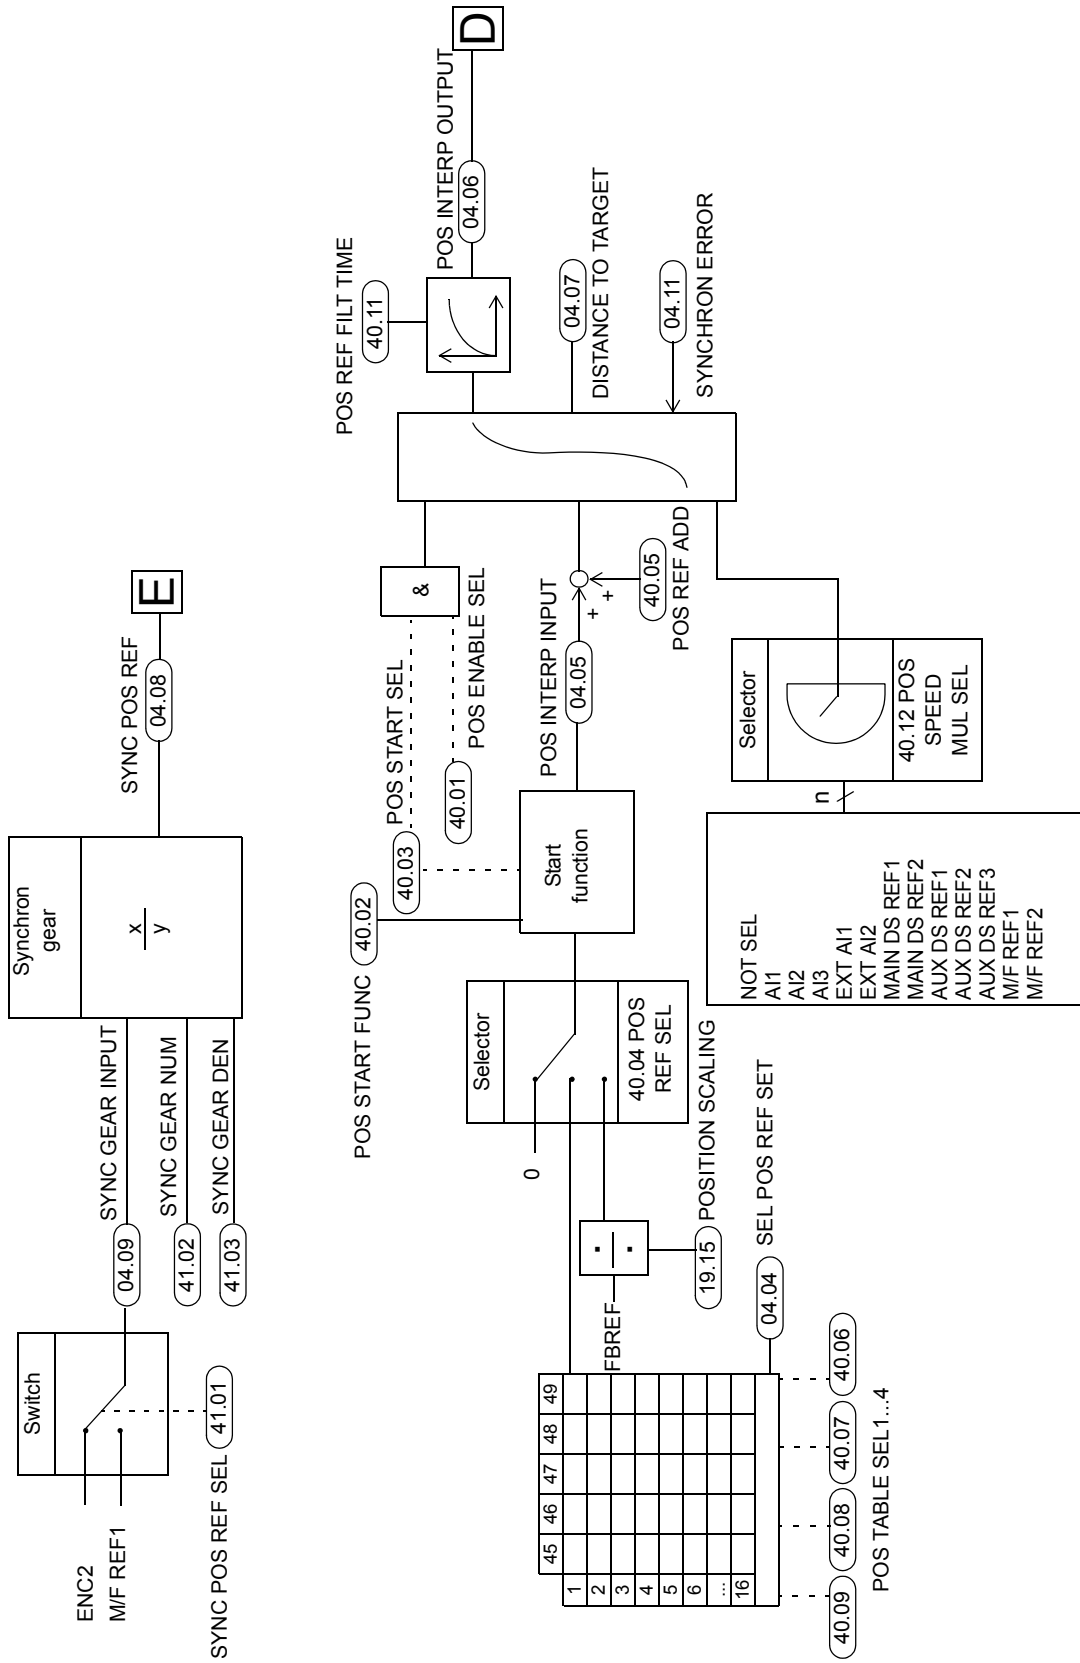 Switch
ENC2
M/F REF1
SYNC POS REF SEL
41.01
04.09
SYNC GEAR INPUT
41.02
SYNC GEAR NUM
41.03
SYNC GEAR DEN
Synchron
gear
x
y
SYNC POS REF
04.08
E
45
46
47
48
49
1
2
3
4
5
6
...
16
40.09
40.08
40.07
40.06
POS TABLE SEL1...4
04.04
SEL POS REF SET
FBREF
19.15
POSITION SCALING
0
Selector
40.04 POS
REF SEL
POS START FUNC
40.02
40.03
POS START SEL
40.01
POS ENABLE SEL
Start
function
POS INTERP INPUT
04.05
+
+
40.05
POS REF ADD
&
NOT SEL
AI1
AI2
AI3
EXT AI1
EXT AI2
MAIN DS REF1
MAIN DS REF2
AUX DS REF1
AUX DS REF2
AUX DS REF3
M/F REF1
M/F REF2
n
Selector
40.12 POS
SPEED
MUL SEL
POS REF FILT TIME
40.11
POS INTERP OUTPUT
04.06
D
04.07
DISTANCE TO TARGET
04.11
SYNCHRON ERROR